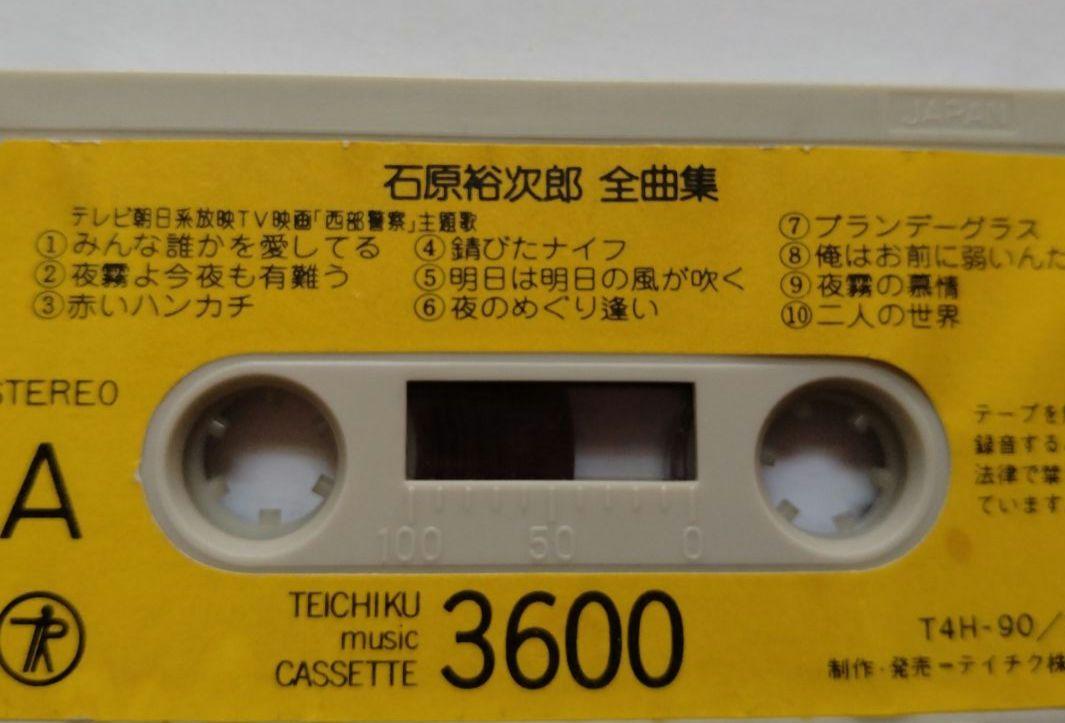 JAPAN
石原裕次郎 全曲集
テレビ朝日系放映TV映画「西部警察」主題歌
①みんな誰かを愛してる
②夜霧よ今夜も有難う
③赤いハンカチ
④錆びたナイフ
⑤明日は明日の風が吹く
⑥夜のめぐり逢い
⑦ブランデーグラス
⑧俺はお前に弱いんだ
⑨夜霧の慕情
⑩二人の世界
STEREO
A
テープを
録音する
法律で禁
ています
100 50 0
TEICHIKU
music
CASSETTE
3600
T4H-90/
制作・発売ーテイチク株